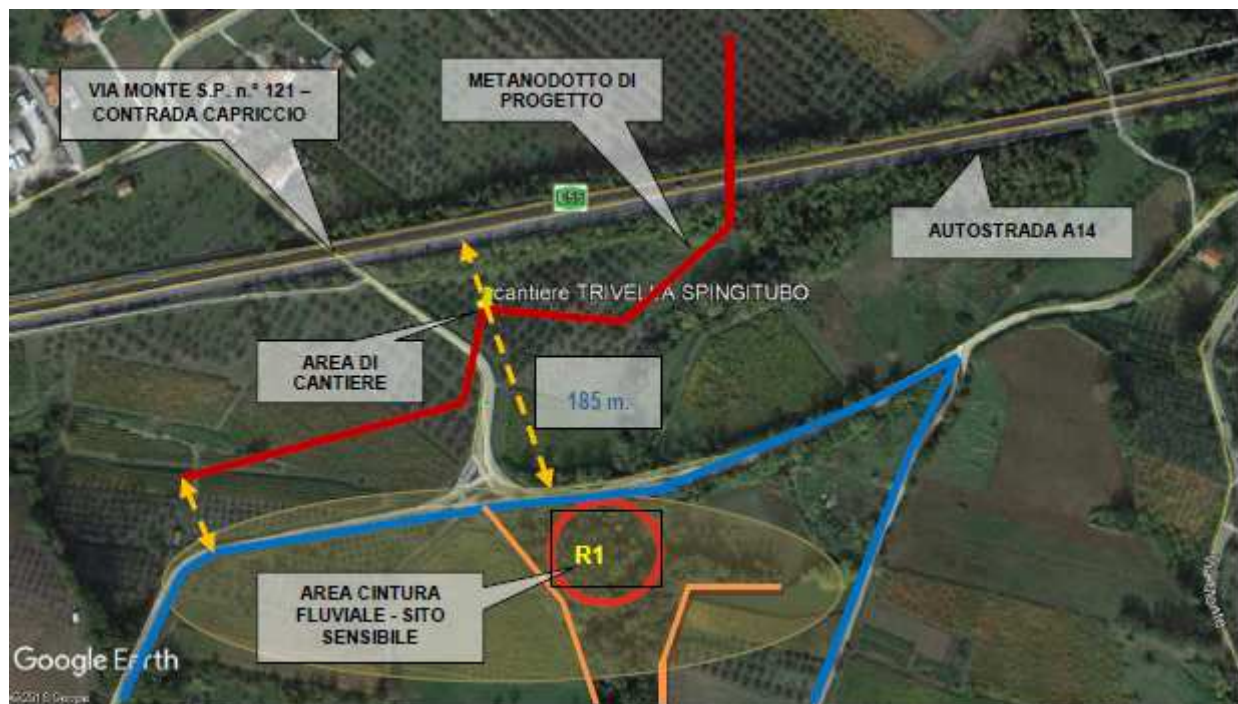 VIA MONTE S.P. n.° 121 –
CONTRADA CAPRICCIO
METANODOTTO DI
PROGETTO
E55
AUTOSTRADA A14
cantiere TRIVELLA SPINGITUBO
AREA DI
CANTIERE
185 m.
R1
AREA CINTURA
FLUVIALE - SITO
SENSIBILE
Google Earth